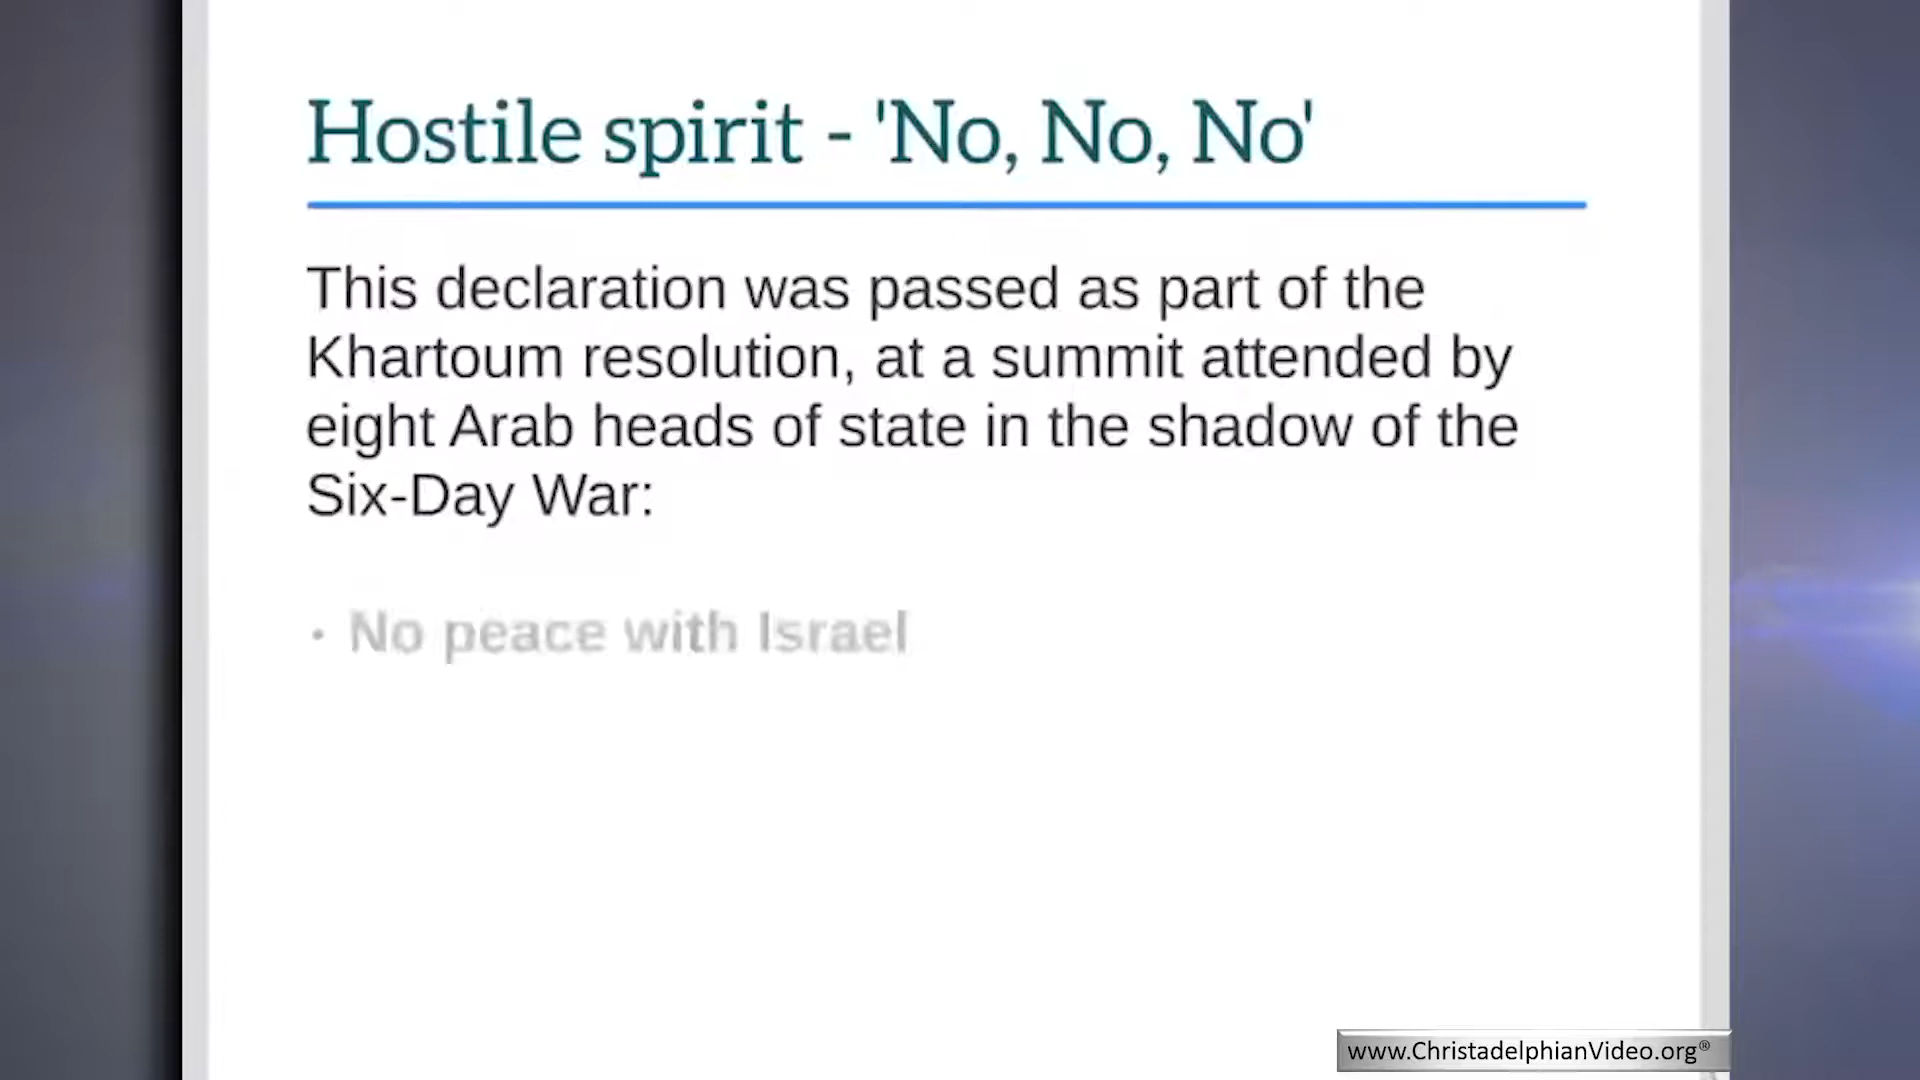 Hostile spirit - 'No, No, No'
This declaration was passed as part of the
Khartoum resolution, at a summit attended by
eight Arab heads of state in the shadow of the
Six-Day War:
· No peace with Israel
www.ChristadelphianVideo.org®